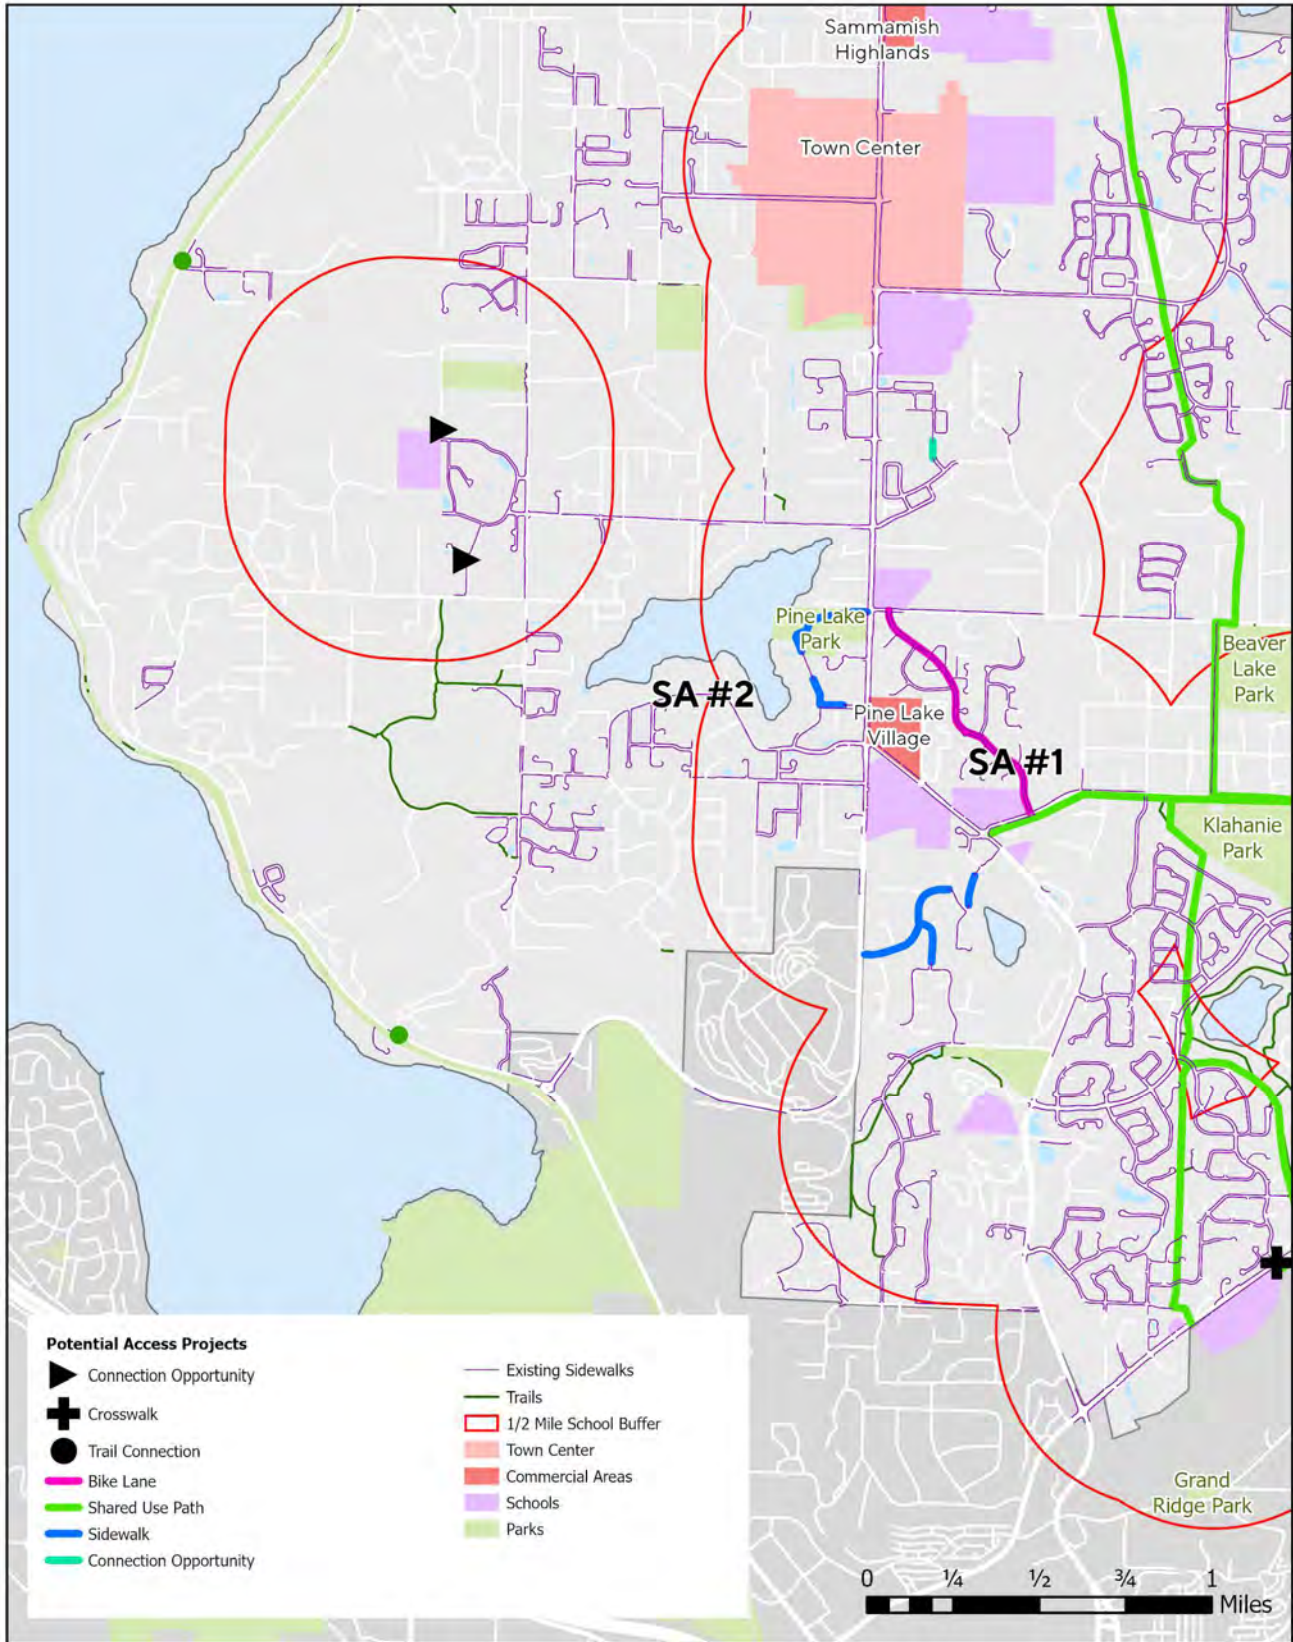 Sammamish
Highlands
Town Center
Pine Lake
Park
Beaver
Lake
Park
SA #2
Pine Lake
Village
SA #1
Klahanie
Park
Grand
Ridge Park
Potential Access Projects
Connection Opportunity
Crosswalk
Trail Connection
Bike Lane
Shared Use Path
Sidewalk
Connection Opportunity
Existing Sidewalks
Trails
1/2 Mile School Buffer
Town Center
Commercial Areas
Schools
Parks
0 ¼ ½ ¾ 1
Miles